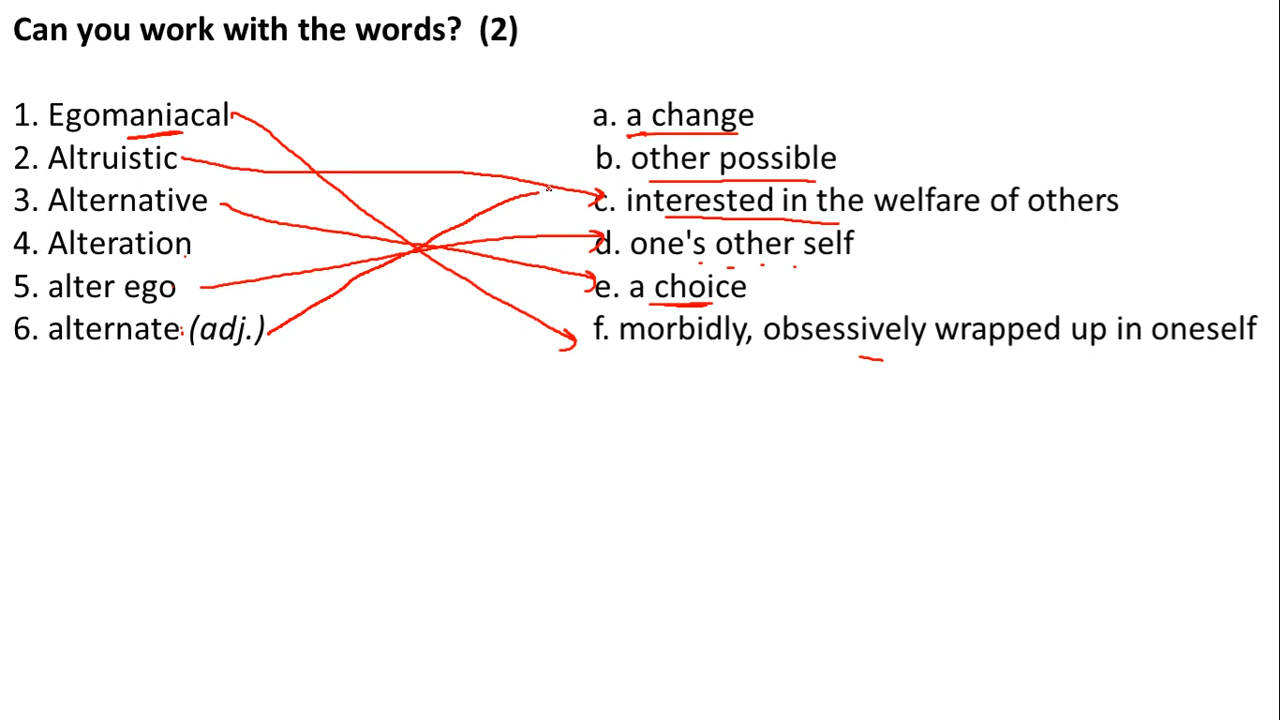 Can you work with the words? (2)
1. Egomaniacal a. a change
2. Altruistic b. other possible
3. Alternative c. interested in the welfare of others
4. Alteration d. one's other self
5. alter ego e. a choice
6. alternate (adj.) f. morbidly, obsessively wrapped up in oneself